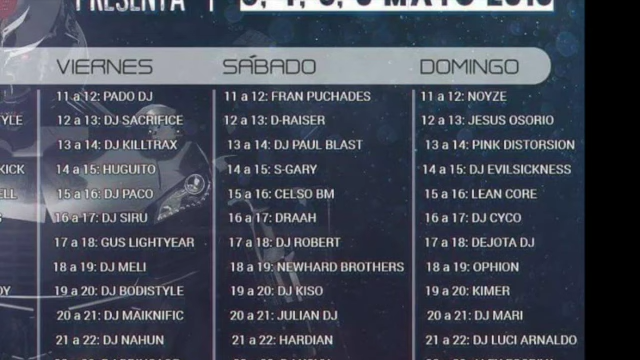 PRESENTA
VIERNES SÁBADO DOMINGO
11 a 12: PADO DJ 11 a 12: FRAN PUCHADES 11 a 12: NOYZE
12 a 13: DJ SACRIFICE 12 a 13: D-RAISER 12 a 13: JESUS OSORIO
13 a 14: DJ KILLTRAX 13 a 14: DJ PAUL BLAST 13 a 14: PINK DISTORSION
KICK 14 a 15: HUGUITO 14 a 15: S-GARY 14 a 15: DJ EVILSICKNESS
15 a 16: DJ PACO 15 a 16: CELSO BM 15 a 16: LEAN CORE
16 a 17: DJ SIRU 16 a 17: DRAAH 16 a 17: DJ CYCO
17 a 18: GUS LIGHTYEAR 17 a 18: DJ ROBERT 17 a 18: DEJOTA DJ
18 a 19: DJ MELI 18 a 19: NEWHARD BROTHERS 18 a 19: OPHION
19 a 20: DJ BODISTYLE 19 a 20: DJ KISO 19 a 20: KIMER
20 a 21: DJ MAIKNIFIC 20 a 21: JULIAN DJ 20 a 21: DJ MARI
21 a 22: DJ NAHUN 21 a 22: HARDIAN 21 a 22: DJ LUCI ARNALDO